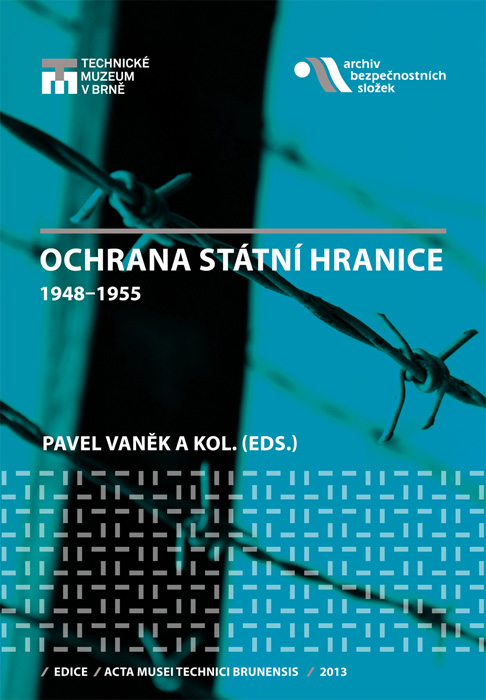 TECHNICKÉ
MUZEUM
V BRNĚ
archiv
bezpečnostních
složek
OCHRANA STÁTNÍ HRANICE
1948–1955
PAVEL VANĚK A KOL. (EDS.)
/ EDICE / ACTA MUSEI TECHNICI BRUNENSIS / 2013